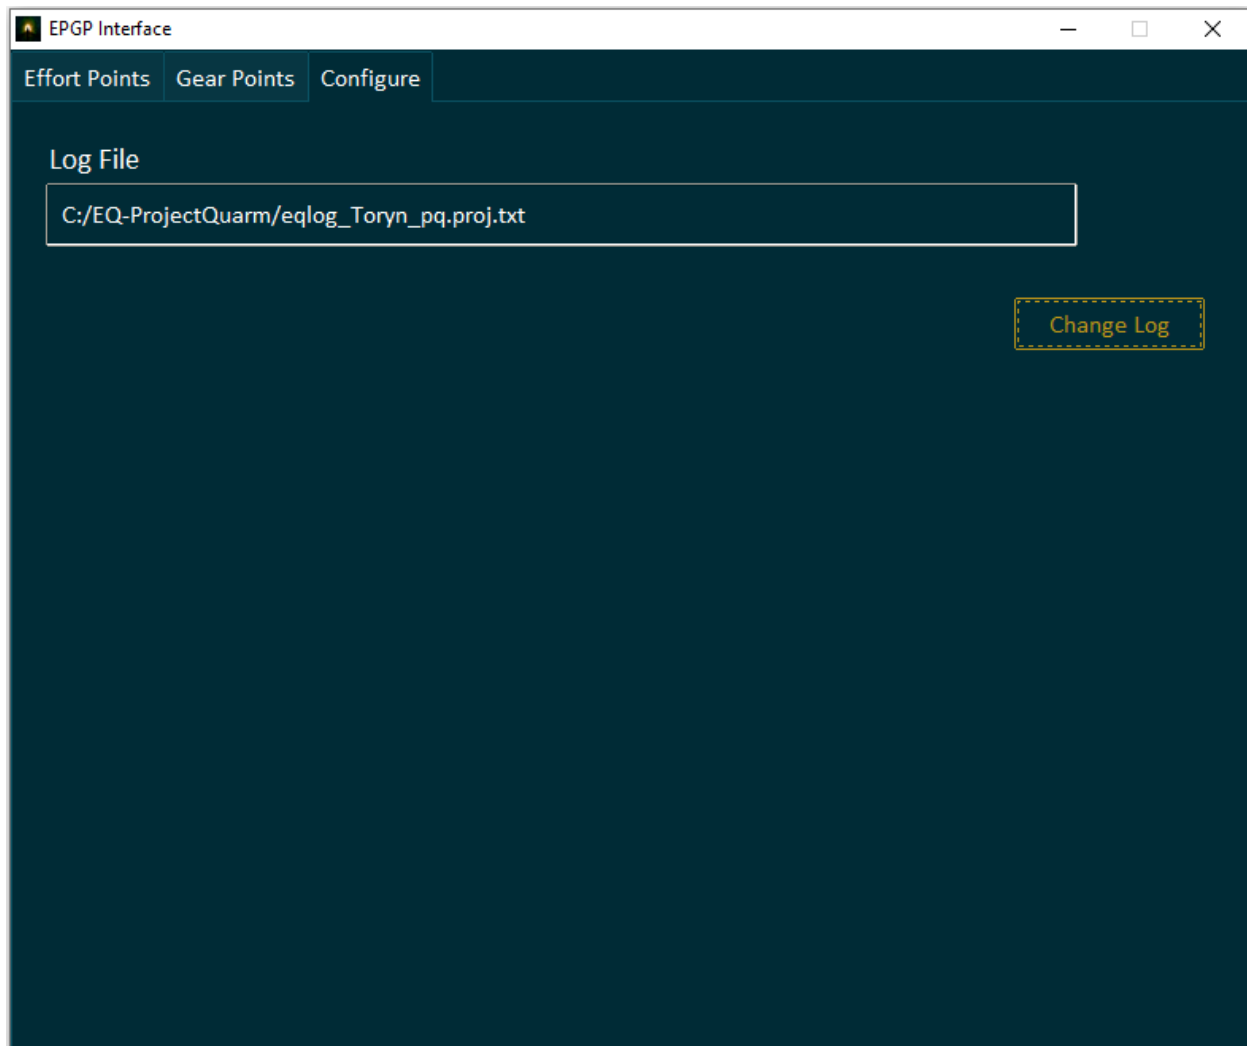 EPGP Interface
Effort Points Gear Points Configure
Log File
C:/EQ-ProjectQuarm/eqlog_Toryn_pq.proj.txt
Change Log